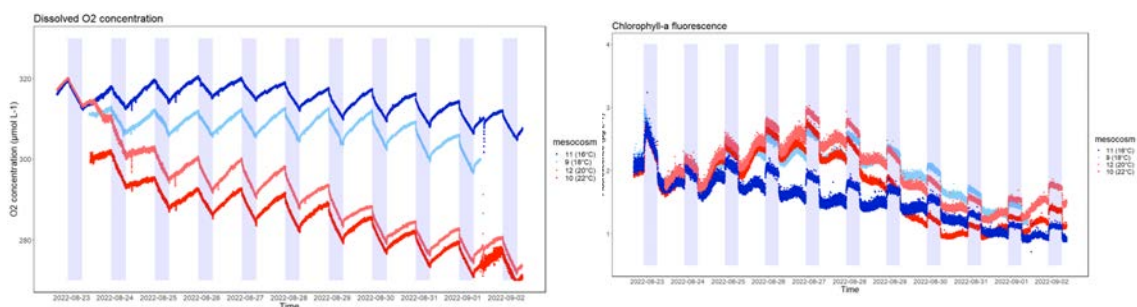 Dissolved O2 concentration
O2 concentration (µmol L-1)
320
300
280
2022-08-23 2022-08-24 2022-08-25 2022-08-26 2022-08-27 2022-08-28 2022-08-29 2022-08-30 2022-08-31 2022-09-01 2022-09-02
Time
mesocosm
11 (16°C)
9 (18°C)
12 (20°C)
10 (22°C)
Chlorophyll-a fluorescence
4
3
2
1
2022-08-23 2022-08-24 2022-08-25 2022-08-26 2022-08-27 2022-08-28 2022-08-29 2022-08-30 2022-08-31 2022-09-01 2022-09-02
Time
mesocosm
11 (16°C)
9 (18°C)
12 (20°C)
10 (22°C)